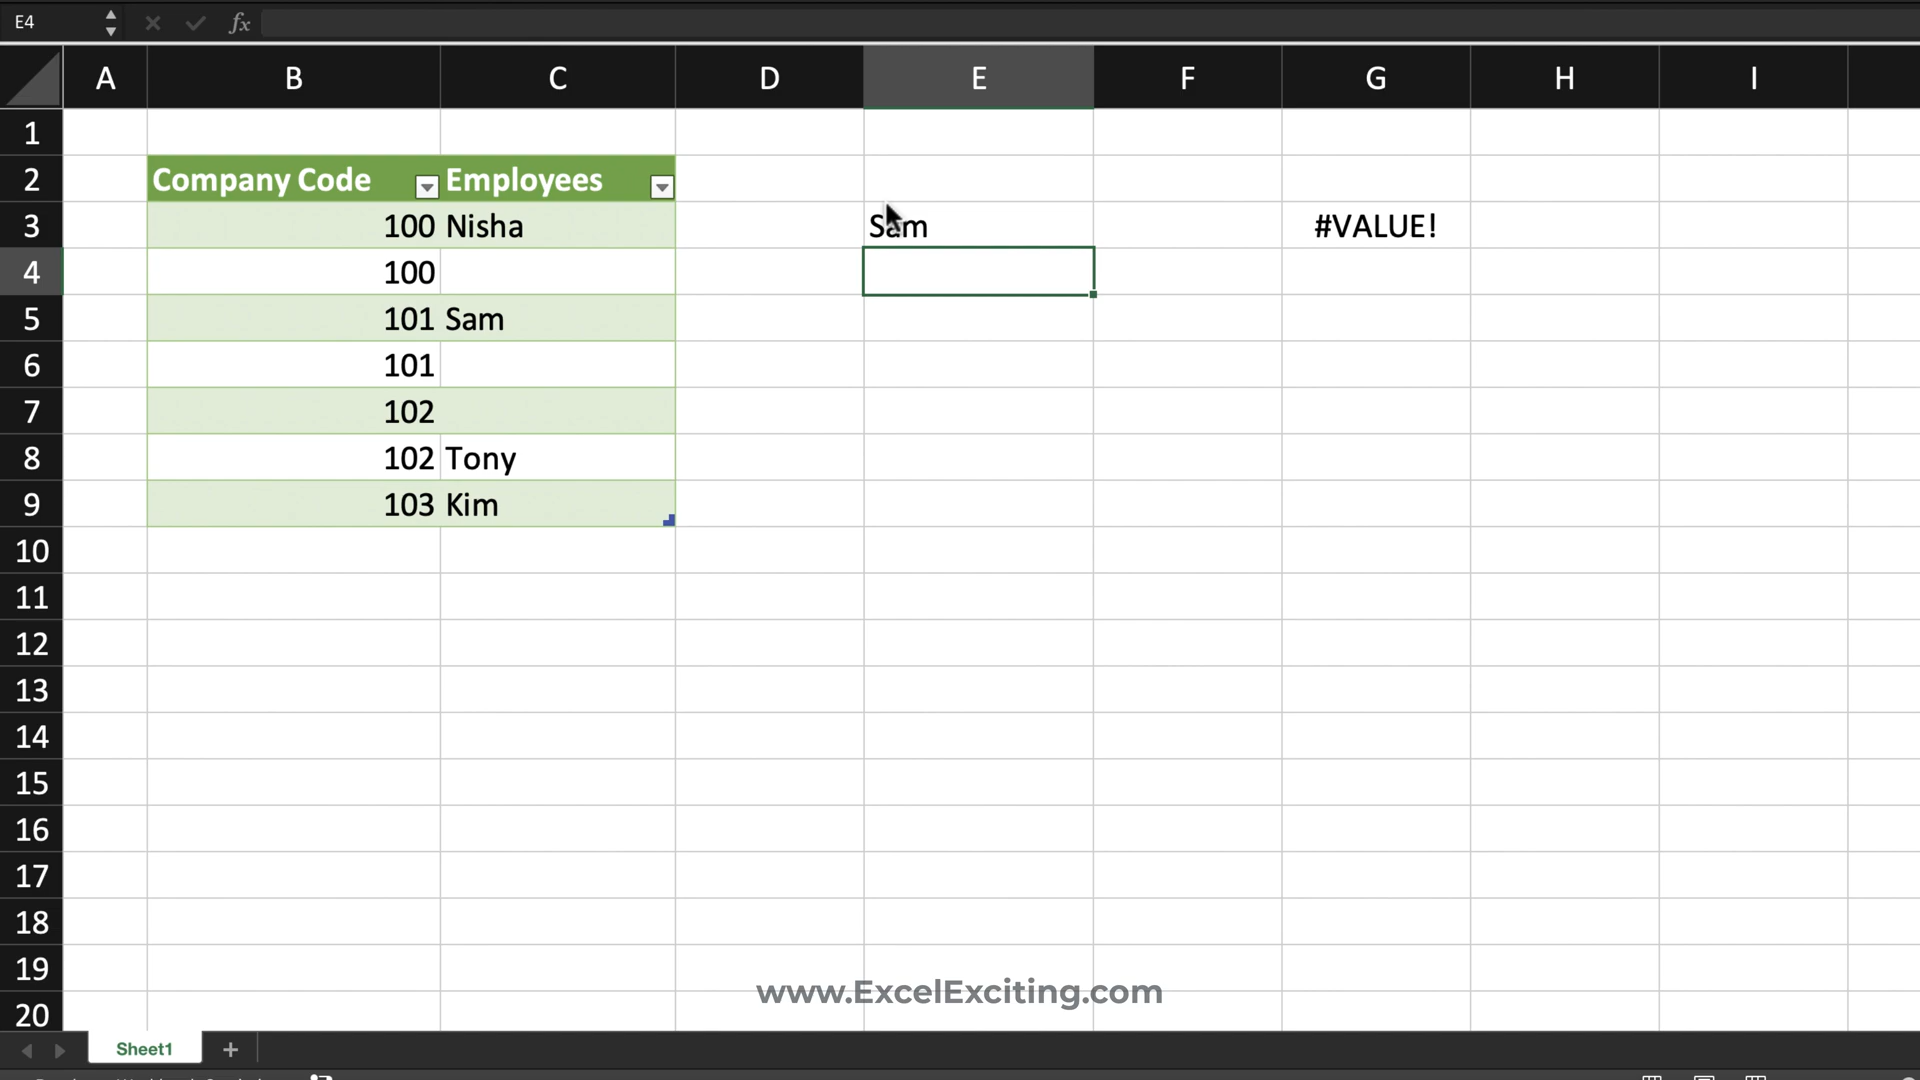 E4 fx
A B C D E F G H I
1
2 Company Code Employees
3 100 Nisha Sam #VALUE!
4 100
5 101 Sam
6 101
7 102
8 102 Tony
9 103 Kim
10
11
12
13
14
15
16
17
18
19
www.ExcelExciting.com
20
Sheet1 +